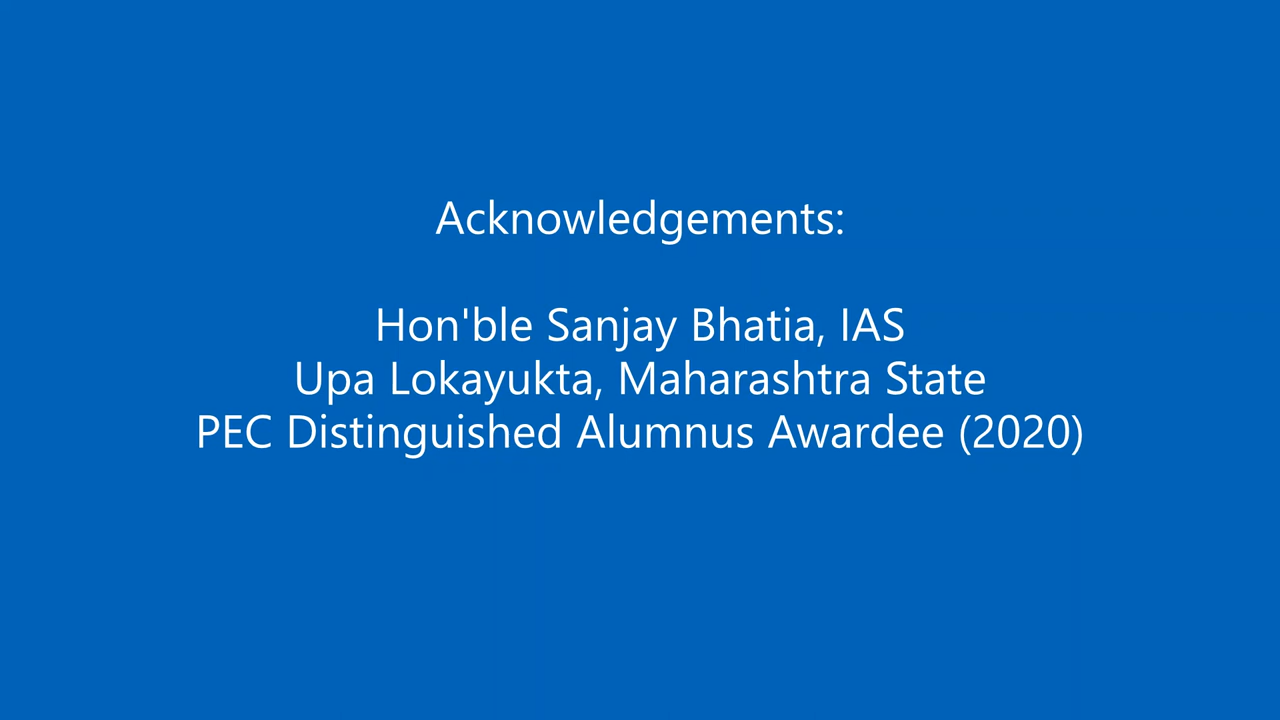 Acknowledgements:
Hon'ble Sanjay Bhatia, IAS
Upa Lokayukta, Maharashtra State
PEC Distinguished Alumnus Awardee (2020)